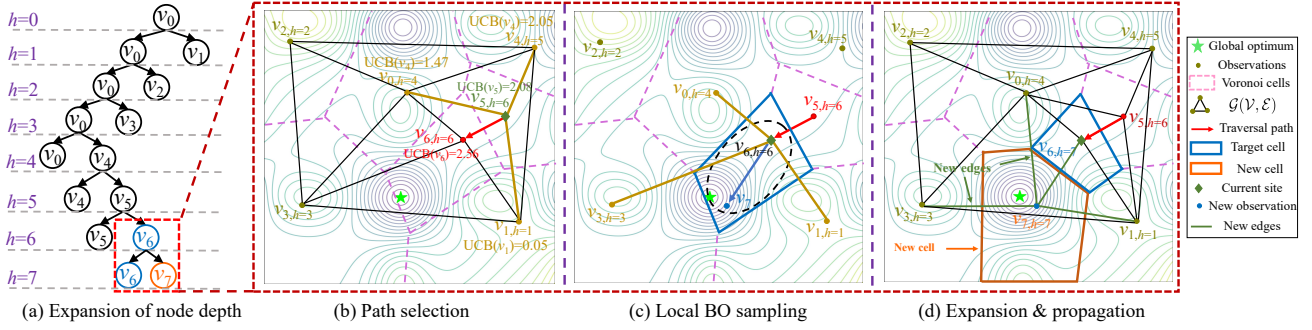 h=0
v0
h=1
v0
v1
h=2
v0
v2
h=3
v0
v3
h=4
v0
v4
h=5
v4
v5
h=6
v5
v6
h=7
v6
v7
(a) Expansion of node depth
UCB(v4)=2.05
v2,h=2
v4,h=5
UCB(v4)=1.47
v0,h=4
v5,h=6
v6,h=6
UCB(v6)=2.56
v3,h=3
v1,h=1
UCB(v1)=0.05
(b) Path selection
v2,h=2
v4,h=5
v0,h=4
v5,h=6
v6,h=6
v7
v3,h=3
v1,h=1
(c) Local BO sampling
v2,h=2
v4,h=5
v0,h=4
v5,h=6
v6,h=7
New edges
v3,h=3
v7,h=7
v1,h=1
New cell
(d) Expansion & propagation
Global optimum
Observations
Voronoi cells
𝒢(𝒱,ℰ)
Traversal path
Target cell
New cell
Current site
New observation
New edges